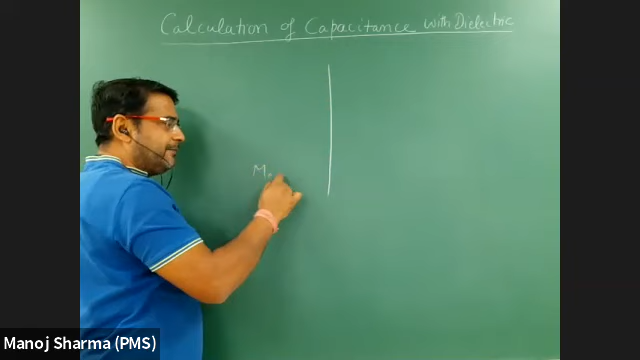 Calculation of Capacitance with Dielectric
Manoj Sharma (PMS)